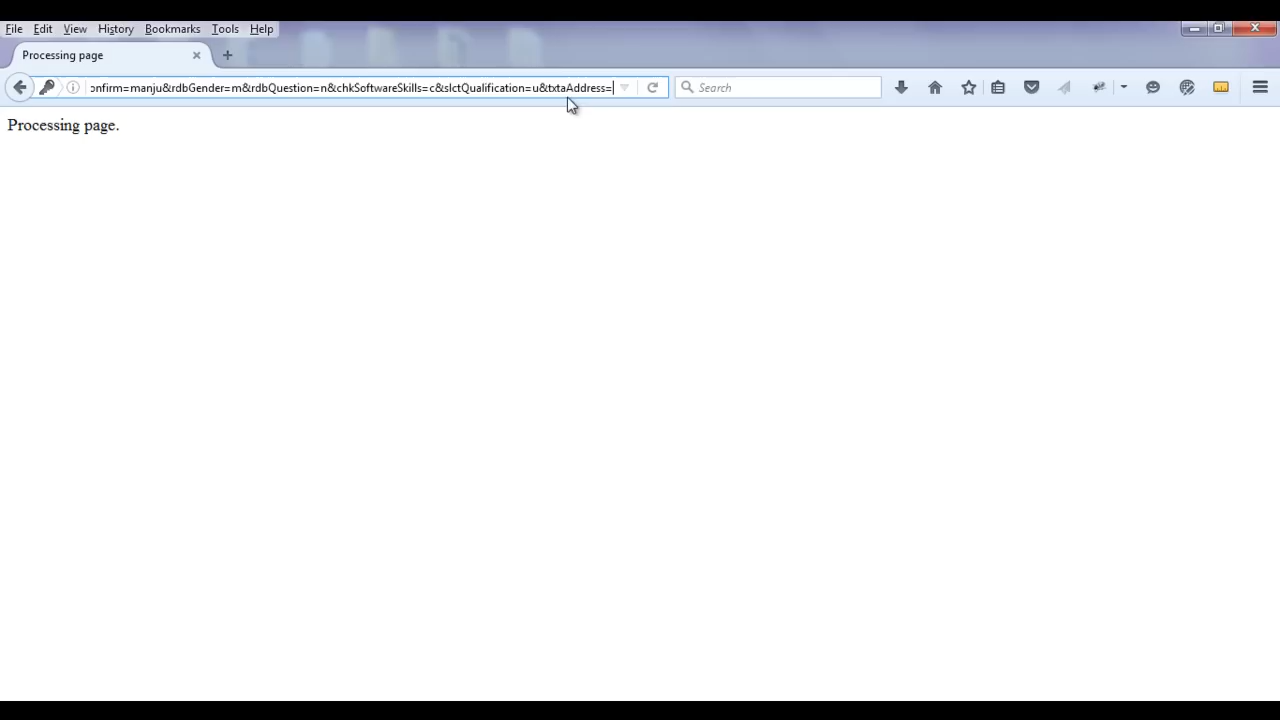 File Edit View History Bookmarks Tools Help
Processing page
onfirm=manju&rdbGender=m&rdbQuestion=n&chkSoftwareSkills=c&slctQualification=u&txtaAddress=
Search
Processing page.